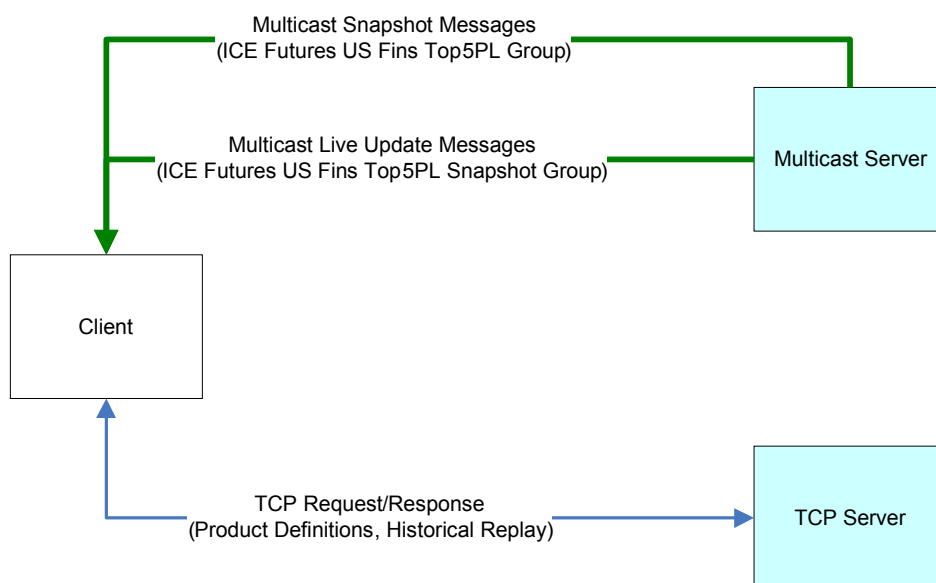 Multicast Snapshot Messages
(ICE Futures US Fins Top5PL Group)
Multicast Live Update Messages
(ICE Futures US Fins Top5PL Snapshot Group)
Multicast Server
Client
TCP Request/Response
(Product Definitions, Historical Replay)
TCP Server